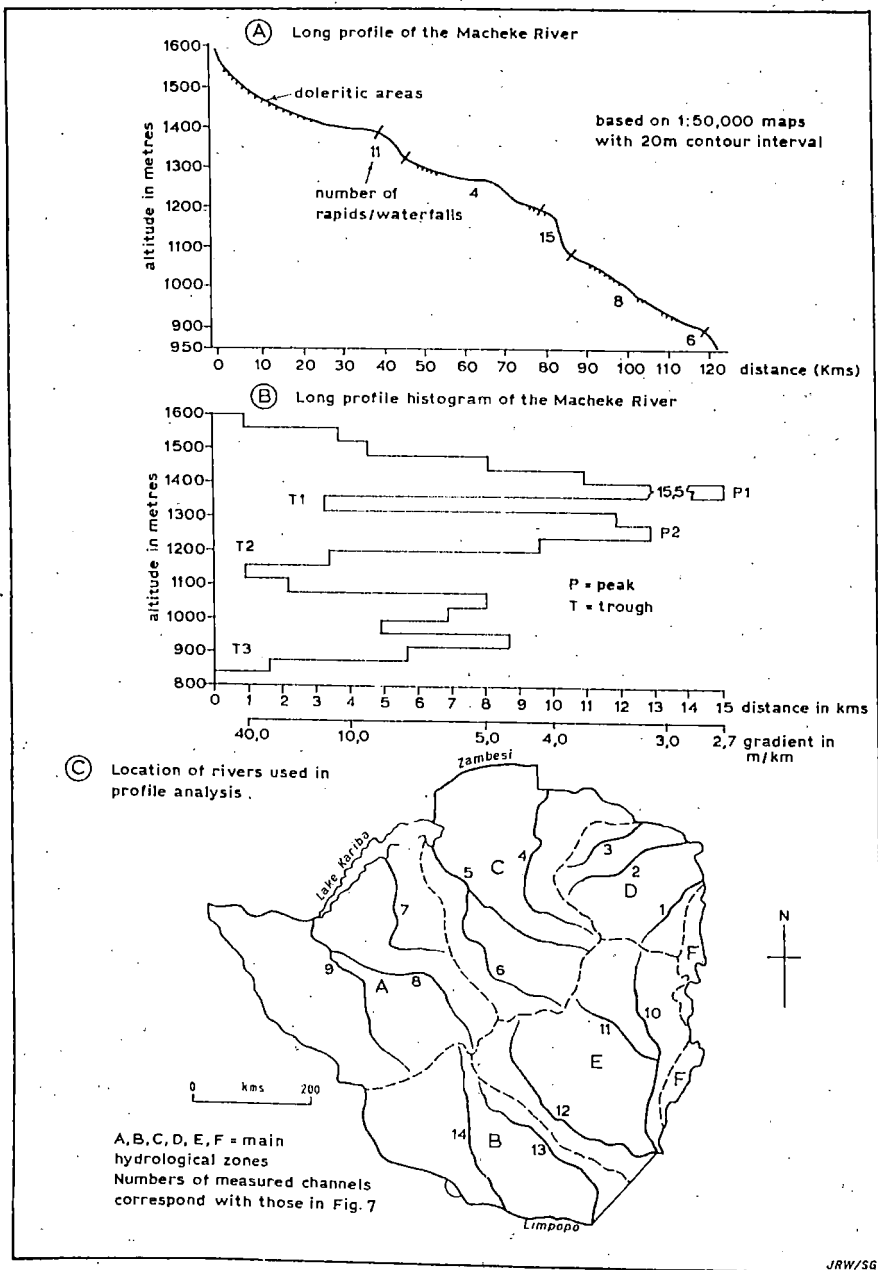 A Long profile of the Macheke River
1600
1500
1400
1300
1200
1100
1000
900
950
altitude in metres
doleritic areas
based on 1:50,000 maps
with 20m contour interval
11
number of
rapids/waterfalls
4
15
8
6
0 10 20 30 40 50 60 70 80 90 100 110 120 distance (Kms)
B Long profile histogram of the Macheke River
1600
1500
1400
1300
1200
1100
1000
900
800
altitude in metres
15,5 P1
T1
P2
T2
P = peak
T = trough
T3
0 1 2 3 4 5 6 7 8 9 10 11 12 13 14 15 distance in kms
40,0 10,0 5,0 4,0 3,0 2,7 gradient in
m/km
C Location of rivers used in
profile analysis.
Zambesi
Lake Kariba
3
4
2
5 C
D
1
7
N
F
9
A 8
6
10
11
E
F
0 kms 200
12
14
B
13
A, B, C, D, E, F = main
hydrological zones
Numbers of measured channels
correspond with those in Fig. 7
Limpopo
JRW/SG